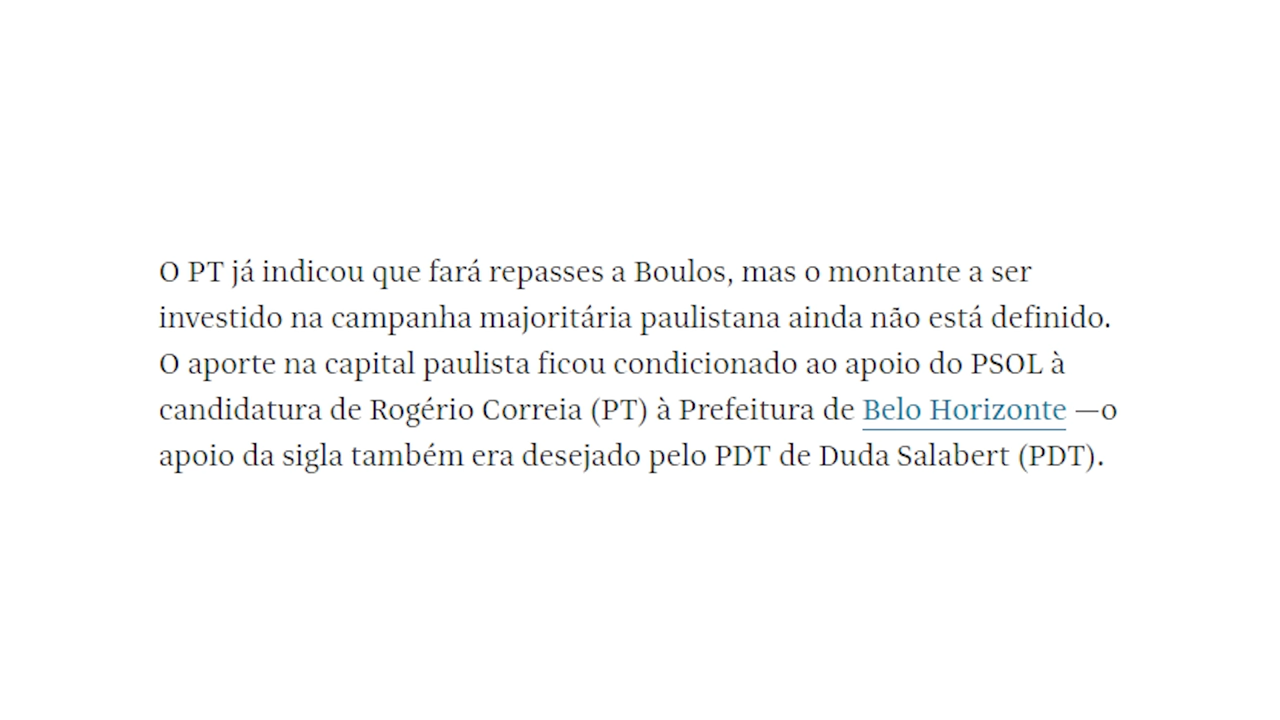 O PT já indicou que fará repasses a Boulos, mas o montante a ser
investido na campanha majoritária paulistana ainda não está definido.
O aporte na capital paulista ficou condicionado ao apoio do PSOL à
candidatura de Rogério Correia (PT) à Prefeitura de Belo Horizonte —o
apoio da sigla também era desejado pelo PDT de Duda Salabert (PDT).